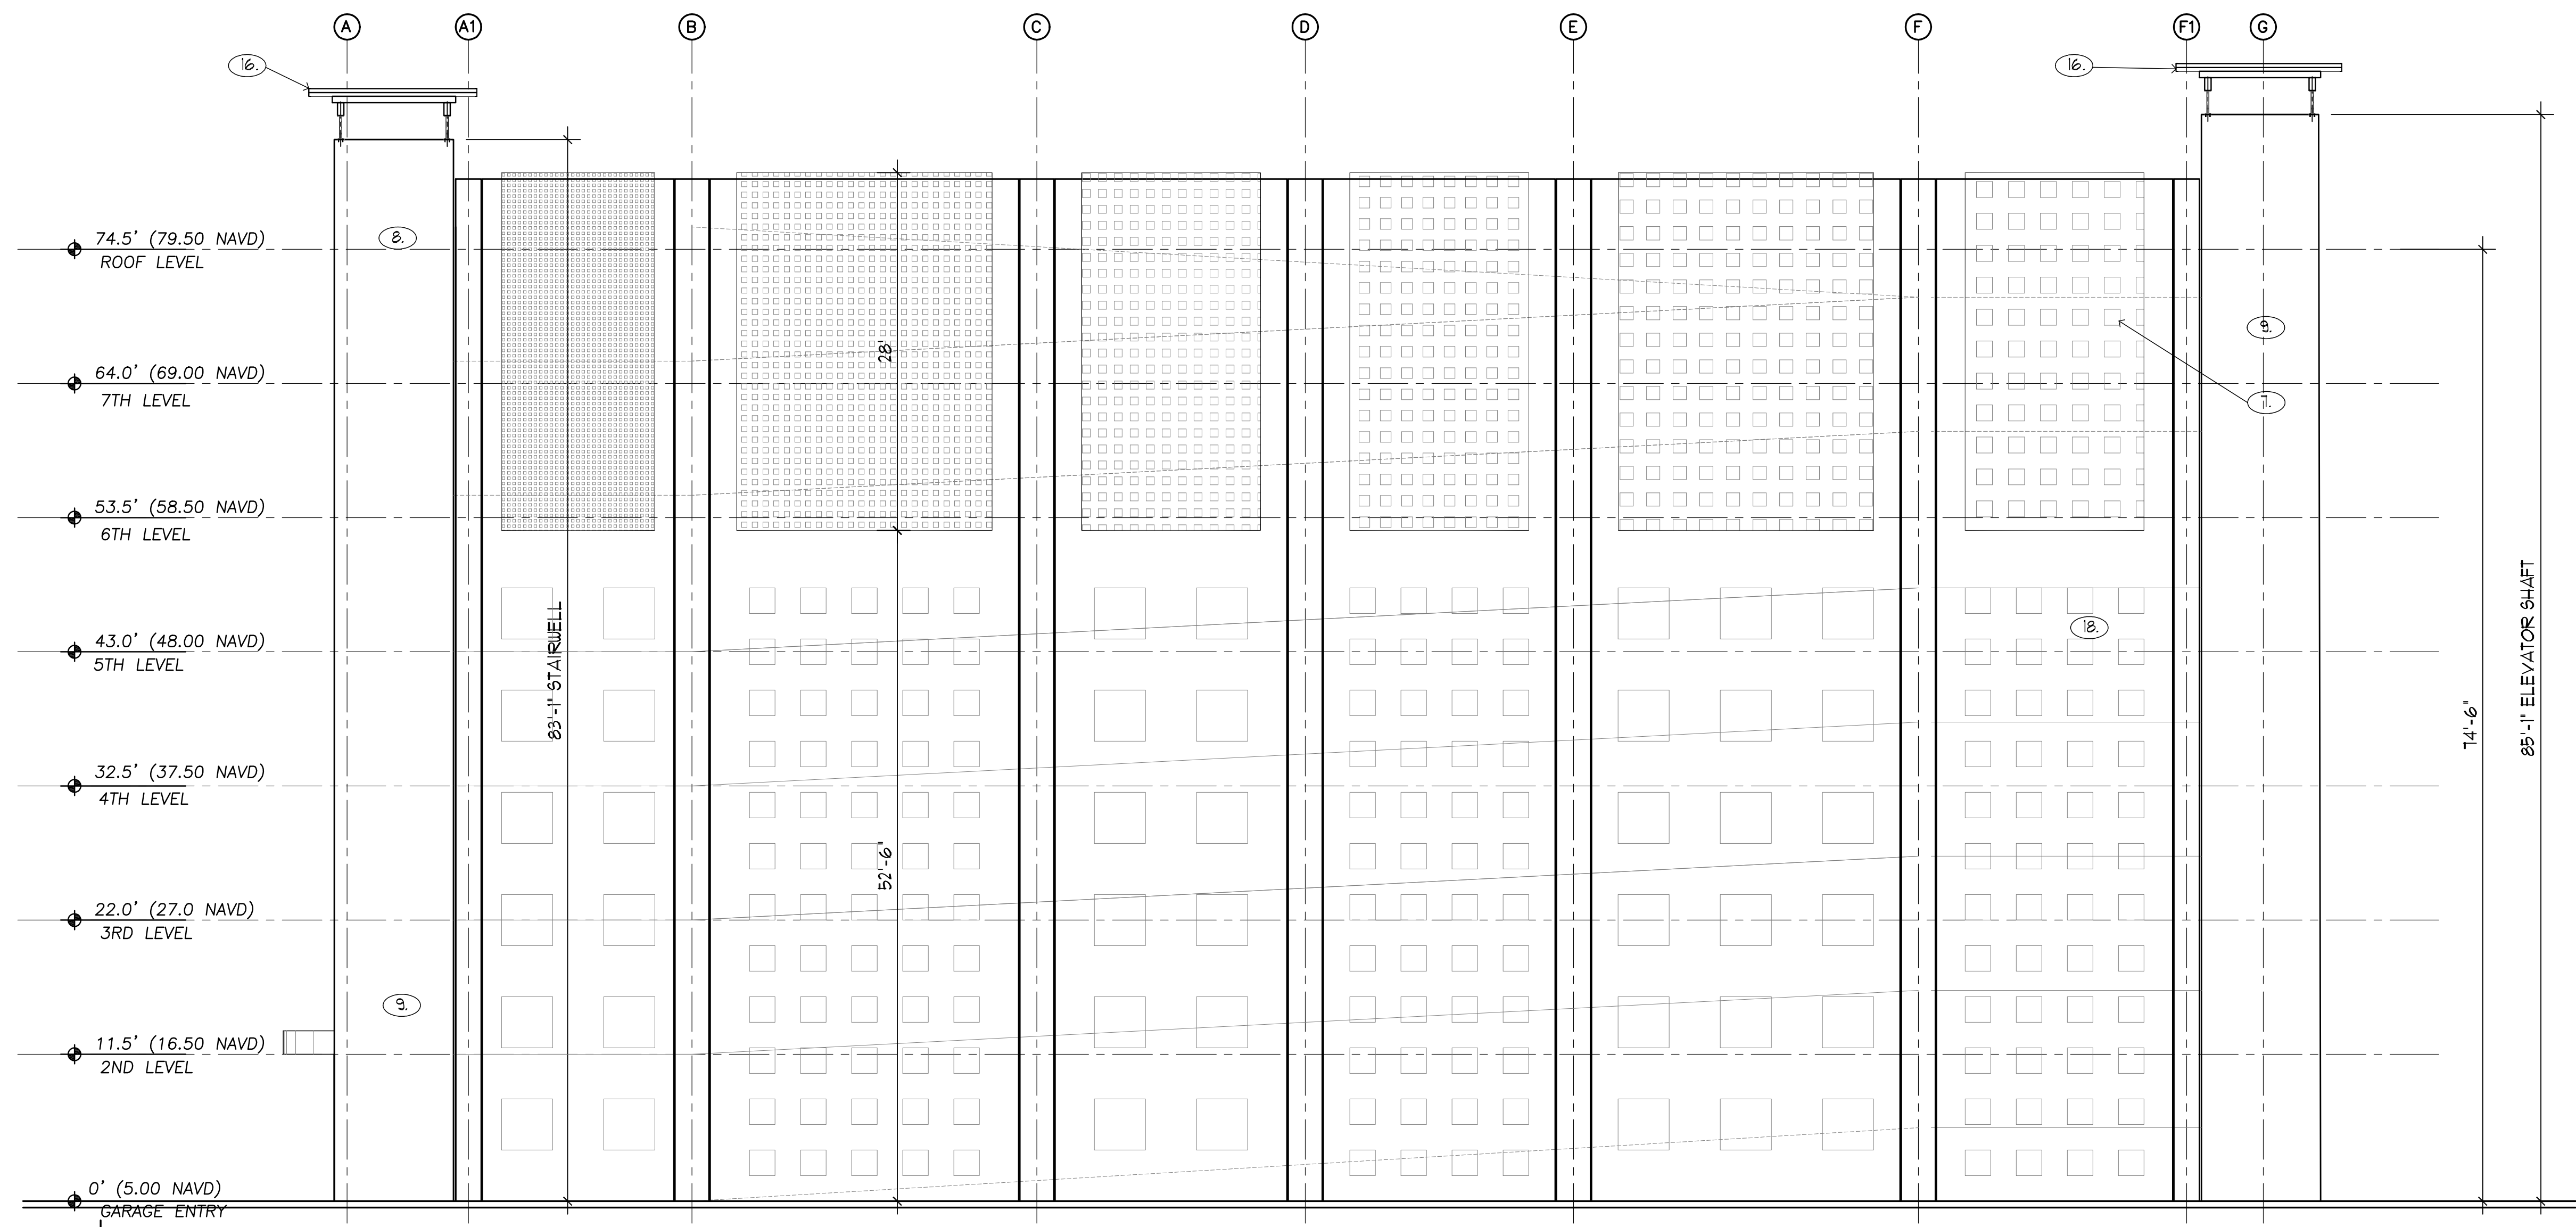 A A1 B C D E F F1 G
16. 16.
8.
74.5' (79.50 NAVD)
ROOF LEVEL
9.
28'
64.0' (69.00 NAVD)
7TH LEVEL
7.
53.5' (58.50 NAVD)
6TH LEVEL
18.
43.0' (48.00 NAVD)
5TH LEVEL
83'-1" STAIRWELL
74'-6"
85'-1" ELEVATOR SHAFT
32.5' (37.50 NAVD)
4TH LEVEL
52'-6"
22.0' (27.0 NAVD)
3RD LEVEL
9.
11.5' (16.50 NAVD)
2ND LEVEL
0' (5.00 NAVD)
GARAGE ENTRY